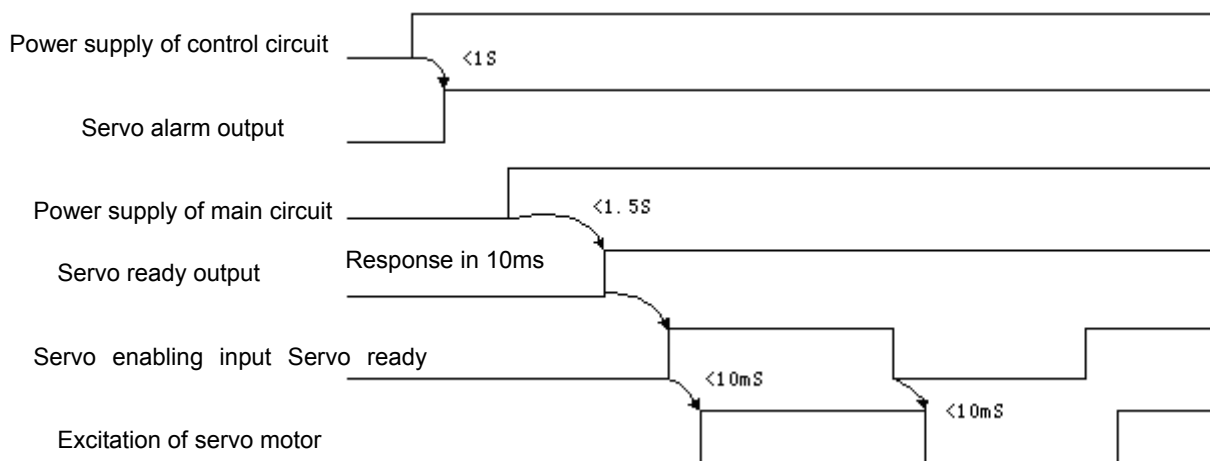 Power supply of control circuit
<1S
Servo alarm output
Power supply of main circuit
<1.5S
Servo ready output
Response in 10ms
Servo enabling input Servo ready
<10mS
<10mS
Excitation of servo motor